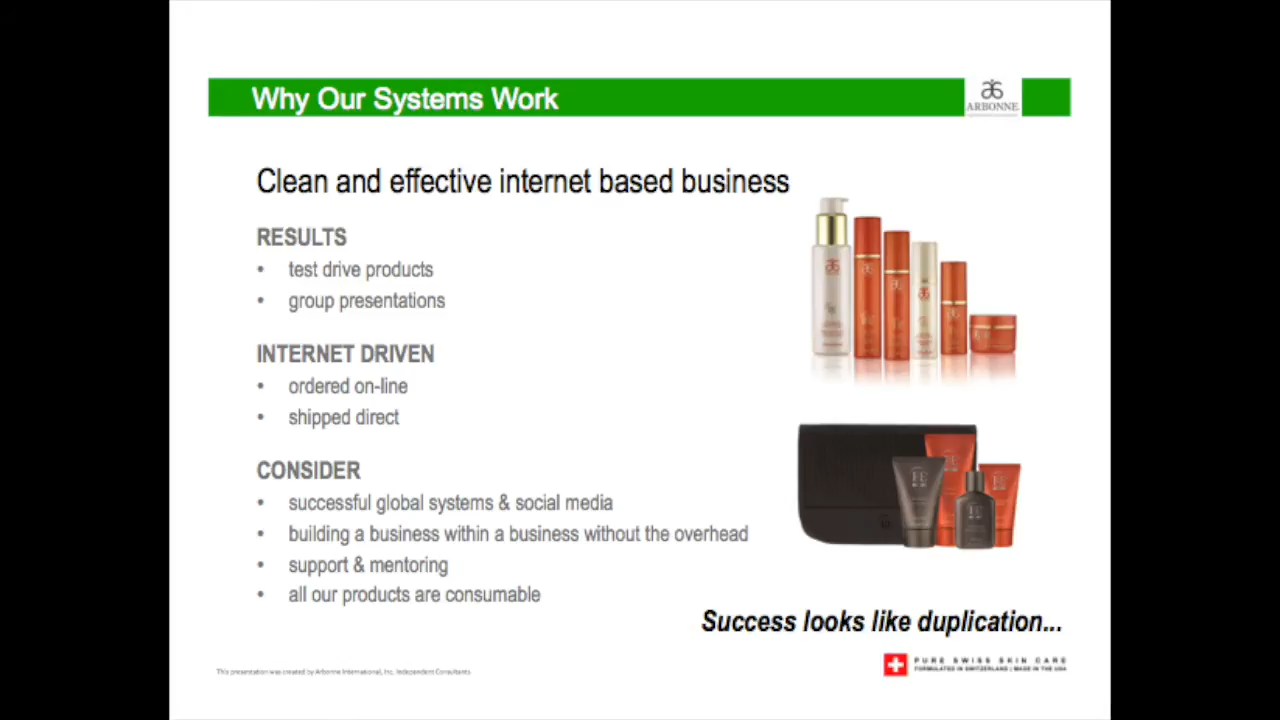 Why Our Systems Work
ARBONNE
Clean and effective internet based business
RESULTS
• test drive products
• group presentations
INTERNET DRIVEN
• ordered on-line
• shipped direct
CONSIDER
• successful global systems & social media
• building a business within a business without the overhead
• support & mentoring
• all our products are consumable
Success looks like duplication...
This presentation was created by Arbonne International, Inc. Independent Consultants
PURE SWISS SKIN CARE
FORMULATED IN SWITZERLAND | MADE IN THE USA